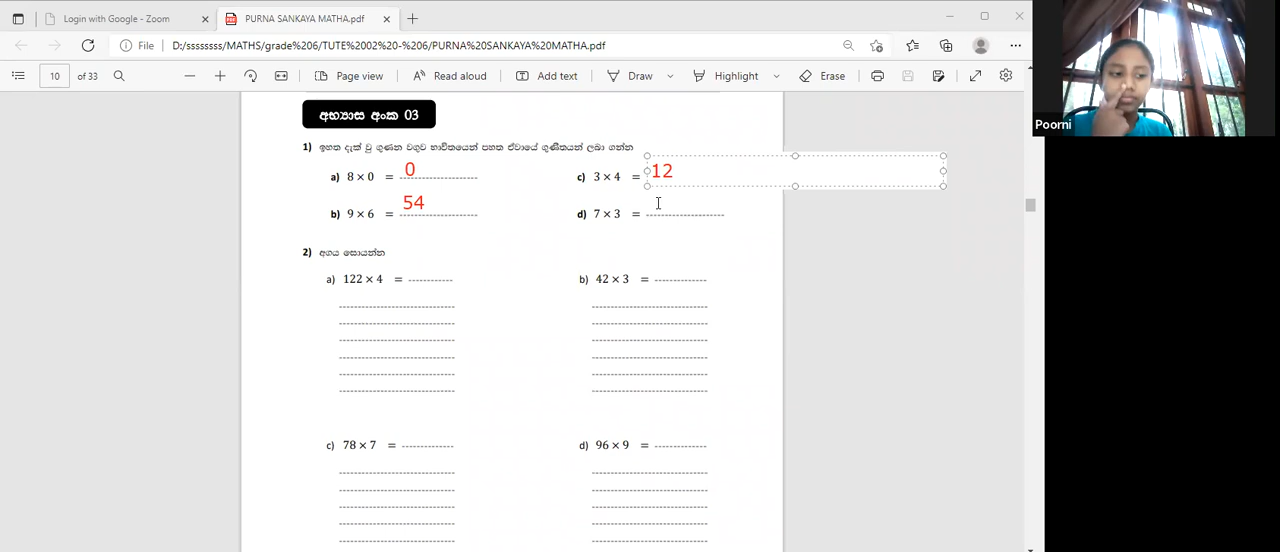 Login with Google - Zoom
PURNA SANKAYA MATHA.pdf
File D:/ssssssss/MATHS/grade%206/TUTE%2002%20-%206/PURNA%20SANKAYA%20MATHA.pdf
10 of 33
Page view
Read aloud
Add text
Draw
Highlight
Erase
Poorni
අභ්‍යාස අංක 03
1) ඉහත දැක් වු ගුණන වගුව භාවිතයෙන් පහත ඒවායේ ගුණිතයන් ලබා ගන්න
a) 8 × 0 = 0
c) 3 × 4 = 12
b) 9 × 6 = 54
d) 7 × 3 =
2) අගය සොයන්න
a) 122 × 4 =
b) 42 × 3 =
c) 78 × 7 =
d) 96 × 9 =